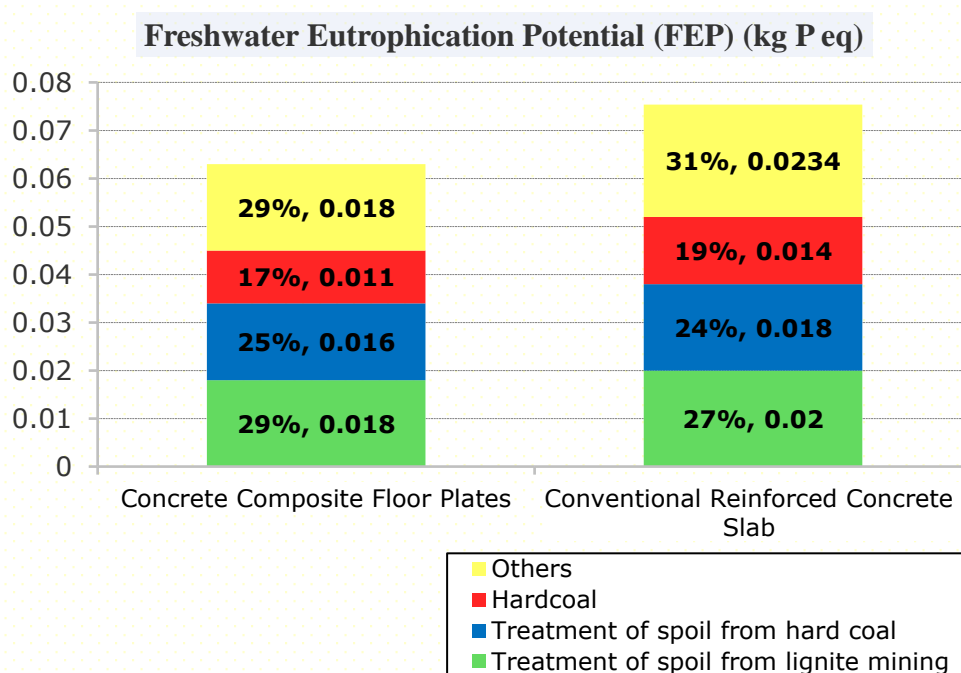 Freshwater Eutrophication Potential (FEP) (kg P eq)
0.08
0.07
0.06
0.05
0.04
0.03
0.02
0.01
0
29%, 0.018
17%, 0.011
25%, 0.016
29%, 0.018
31%, 0.0234
19%, 0.014
24%, 0.018
27%, 0.02
Concrete Composite Floor Plates
Conventional Reinforced Concrete
Slab
Others
Hardcoal
Treatment of spoil from hard coal
Treatment of spoil from lignite mining